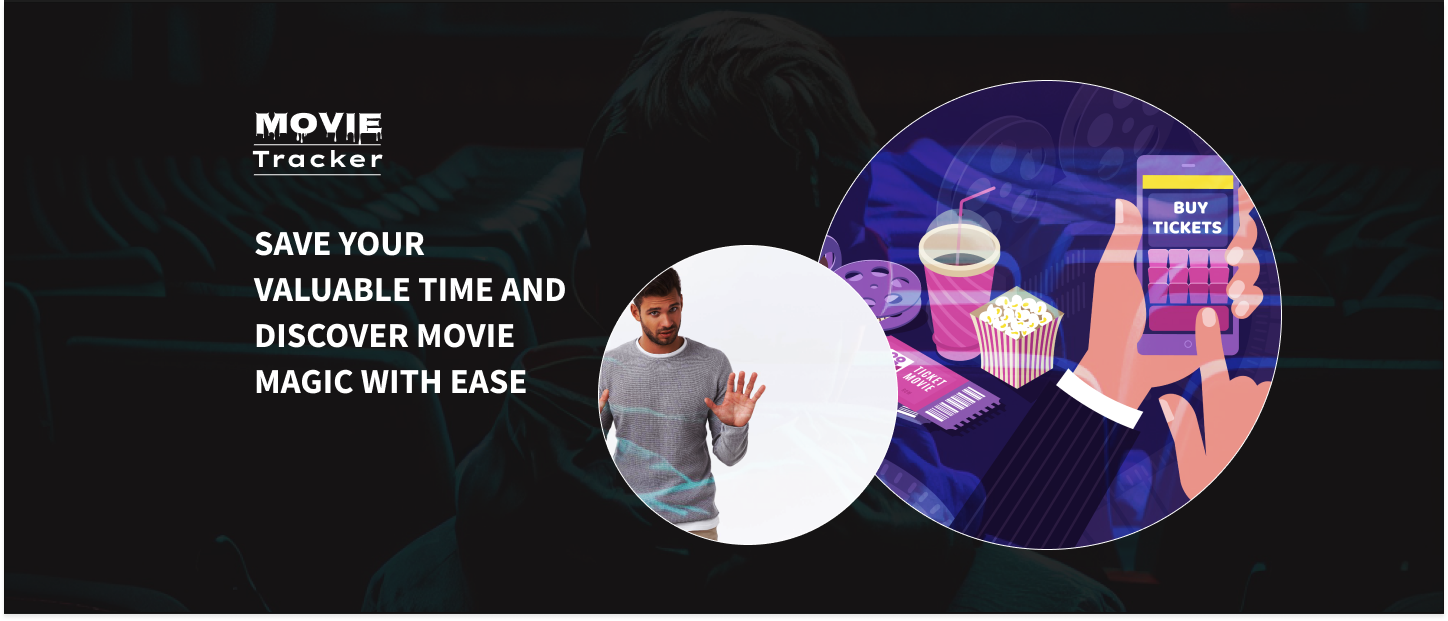 MOVIE
Tracker
SAVE YOUR
VALUABLE TIME AND
DISCOVER MOVIE
MAGIC WITH EASE
BUY
TICKETS
TICKET
MOVIE